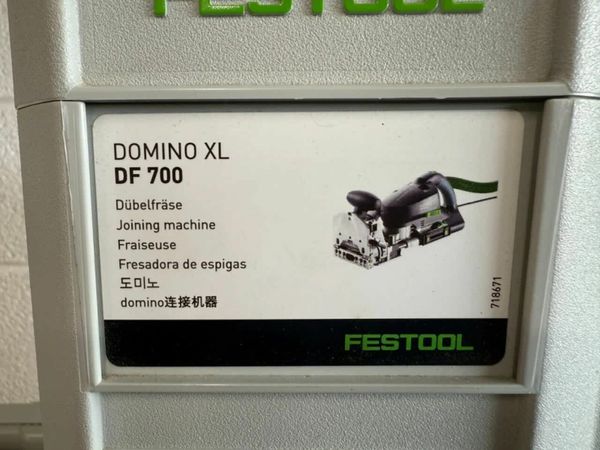 FESTOOL
DOMINO XL
DF 700
Dübelfräse
Joining machine
Fraiseuse
Fresadora de espigas
도미노
domino连接机器
718671
FESTOOL